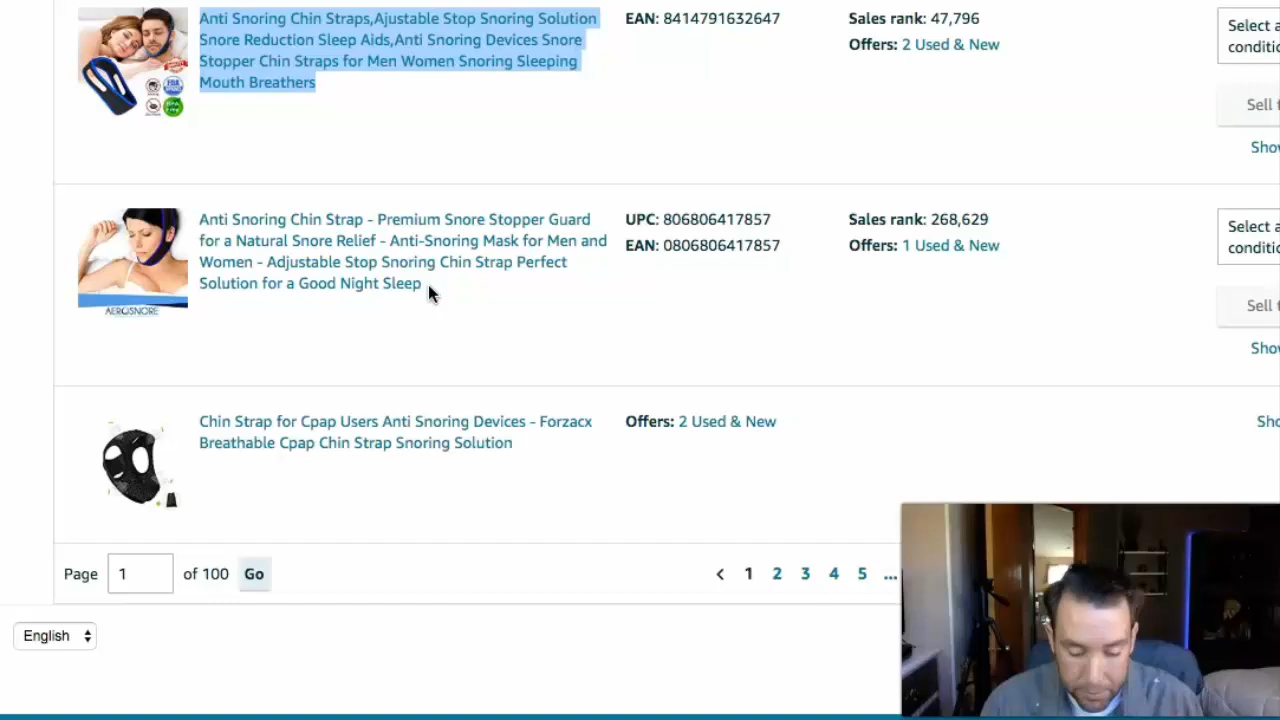 Anti Snoring Chin Straps,Ajustable Stop Snoring Solution
Snore Reduction Sleep Aids,Anti Snoring Devices Snore
Stopper Chin Straps for Men Women Snoring Sleeping
Mouth Breathers
EAN: 8414791632647
Sales rank: 47,796
Offers: 2 Used & New
Select a
conditio
Sell t
Sho
Anti Snoring Chin Strap - Premium Snore Stopper Guard
for a Natural Snore Relief - Anti-Snoring Mask for Men and
Women - Adjustable Stop Snoring Chin Strap Perfect
Solution for a Good Night Sleep
AEROSNORE
UPC: 806806417857
EAN: 0806806417857
Sales rank: 268,629
Offers: 1 Used & New
Select a
conditio
Sell t
Sho
Chin Strap for Cpap Users Anti Snoring Devices - Forzacx
Breathable Cpap Chin Strap Snoring Solution
Offers: 2 Used & New
Sho
Page 1 of 100 Go
< 1 2 3 4 5 ...
English